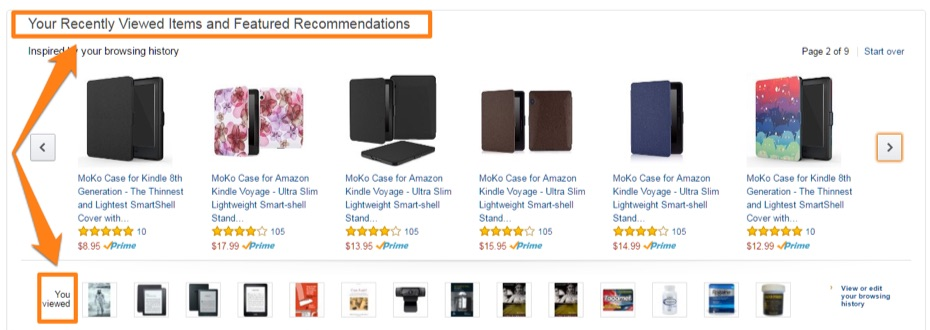 Your Recently Viewed Items and Featured Recommendations
Inspired by your browsing history
Page 2 of 9 | Start over
MoKo Case for Kindle 8th
Generation - The Thinnest
and Lightest SmartShell
Cover with...
10
$8.95 Prime
MoKo Case for Amazon
Kindle Voyage - Ultra Slim
Lightweight Smart-shell
Stand...
105
$17.99 Prime
MoKo Case for Amazon
Kindle Voyage - Ultra Slim
Lightweight Smart-shell
Stand...
105
$13.95 Prime
MoKo Case for Amazon
Kindle Voyage - Ultra Slim
Lightweight Smart-shell
Stand...
105
$15.95 Prime
MoKo Case for Amazon
Kindle Voyage - Ultra Slim
Lightweight Smart-shell
Stand...
105
$14.99 Prime
MoKo Case for Kindle 8th
Generation - The Thinnest
and Lightest SmartShell
Cover with...
10
$12.99 Prime
You
viewed
Tagamet
View or edit
your browsing
history